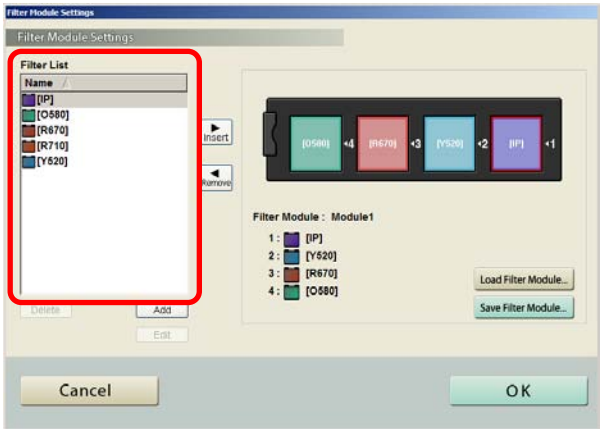 Filter Module Settings
Filter Module Settings
Filter List
Name
[IP]
[O580]
[R670]
[R710]
[Y520]
Insert
Remove
[O580] 4 [R670] 3 [Y520] 2 [IP] 1
Filter Module : Module1
1 : [IP]
2 : [Y520]
3 : [R670]
4 : [O580]
Load Filter Module...
Save Filter Module...
Delete Add
Edit
Cancel OK